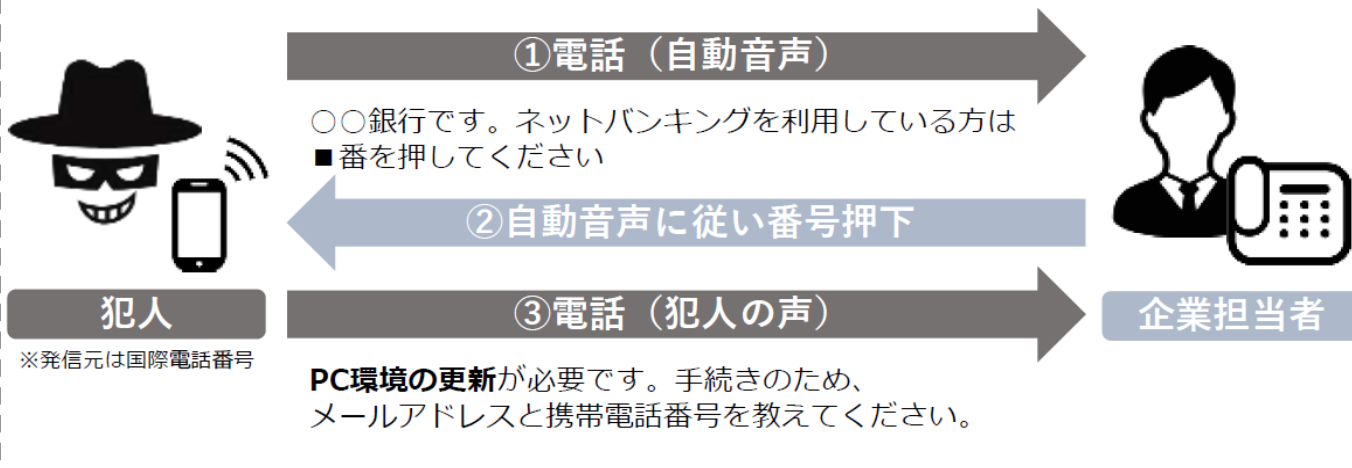 ①電話（自動音声）
○○銀行です。ネットバンキングを利用している方は
■番を押してください
②自動音声に従い番号押下
犯人
③電話（犯人の声）
企業担当者
※発信元は国際電話番号
PC環境の更新が必要です。手続きのため、
メールアドレスと携帯電話番号を教えてください。